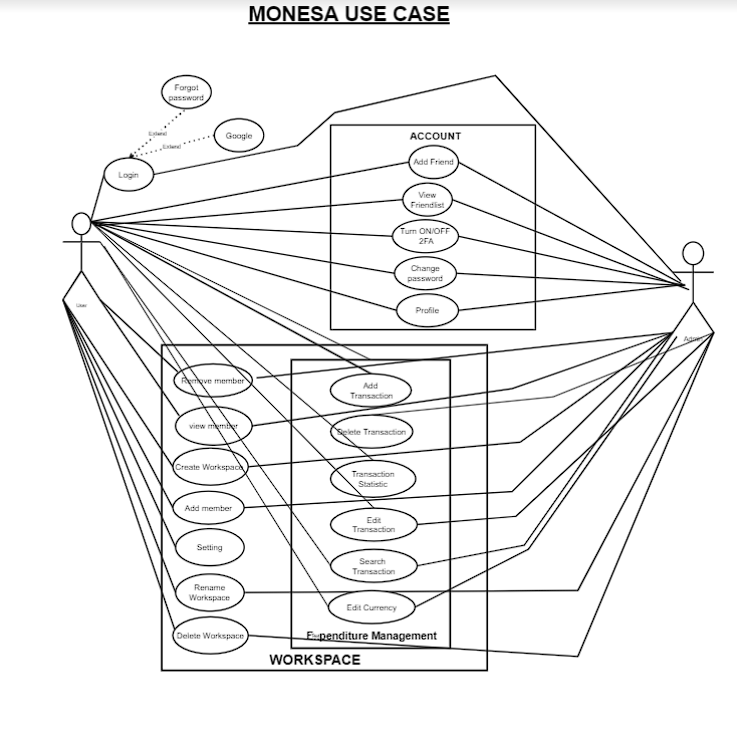 MONESA USE CASE
Forgot
password
Extend
Google
Extend
Login
ACCOUNT
Add Friend
View
Friendlist
Turn ON/OFF
2FA
Change
password
Profile
User
Admin
Remove member
Add
Transaction
view member
Delete Transaction
Create Workspace
Transaction
Statistic
Add member
Edit
Transaction
Setting
Search
Transaction
Rename
Workspace
Edit Currency
Delete Workspace
Expenditure Management
WORKSPACE